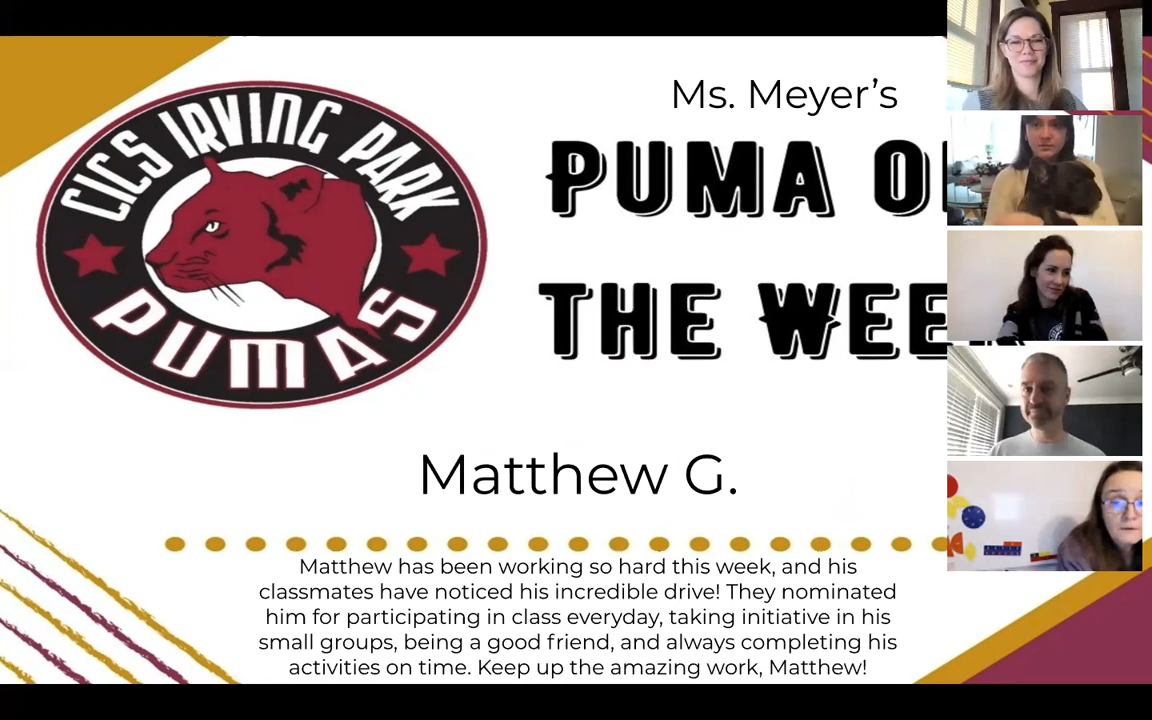 CICS IRVING PARK
PUMAS
Ms. Meyer's
PUMA O
THE WEE
Matthew G.
Matthew has been working so hard this week, and his
classmates have noticed his incredible drive! They nominated
him for participating in class everyday, taking initiative in his
small groups, being a good friend, and always completing his
activities on time. Keep up the amazing work, Matthew!